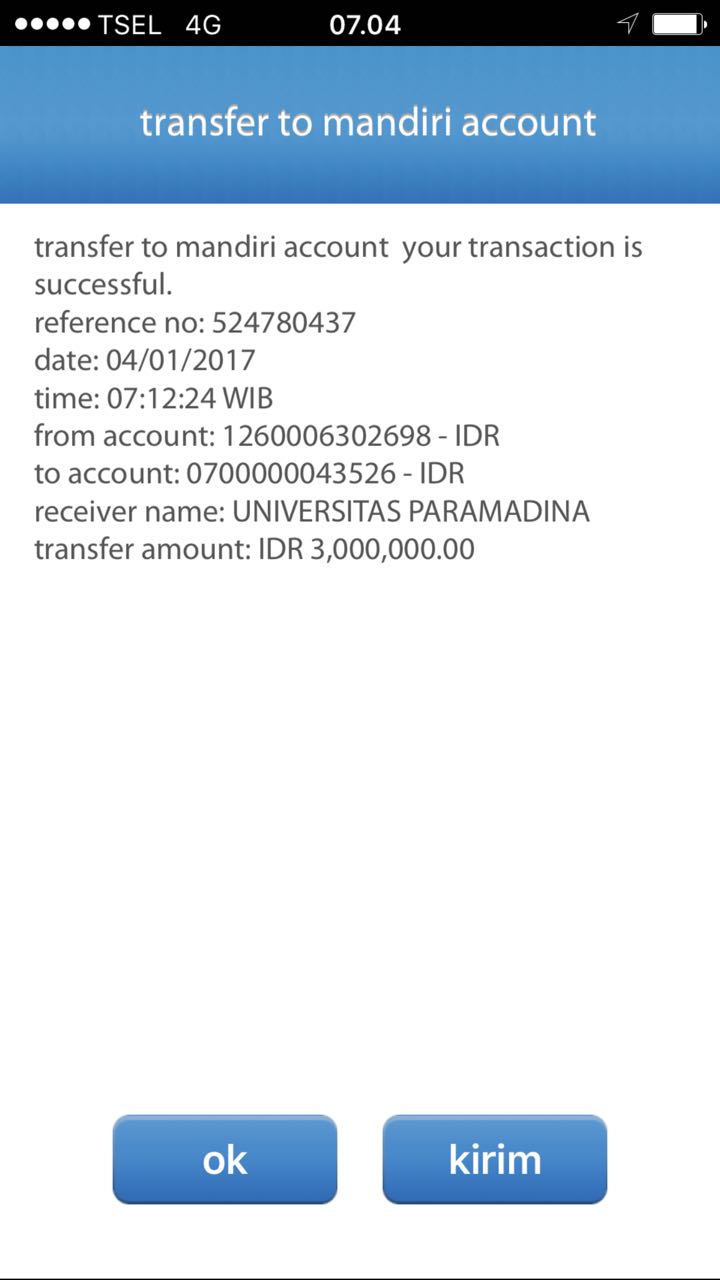 TSEL 4G 07.04
transfer to mandiri account
transfer to mandiri account your transaction is
successful.
reference no: 524780437
date: 04/01/2017
time: 07:12:24 WIB
from account: 1260006302698 - IDR
to account: 0700000043526 - IDR
receiver name: UNIVERSITAS PARAMADINA
transfer amount: IDR 3,000,000.00
ok kirim